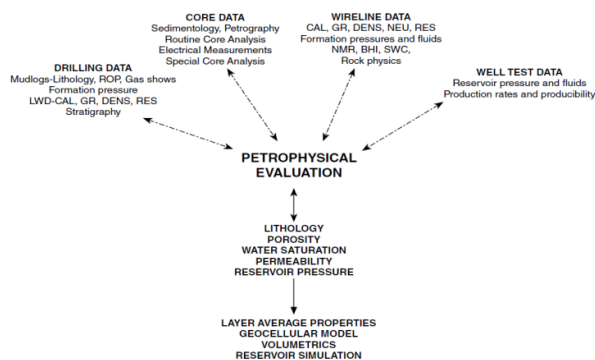 CORE DATA
Sedimentology, Petrography
Routine Core Analysis
Electrical Measurements
Special Core Analysis
WIRELINE DATA
CAL, GR, DENS, NEU, RES
Formation pressures and fluids
NMR, BHI, SWC,
Rock physics
DRILLING DATA
Mudlogs-Lithology, ROP, Gas shows
Formation pressure
LWD-CAL, GR, DENS, RES
Stratigraphy
WELL TEST DATA
Reservoir pressure and fluids
Production rates and producibility
PETROPHYSICAL
EVALUATION
LITHOLOGY
POROSITY
WATER SATURATION
PERMEABILITY
RESERVOIR PRESSURE
LAYER AVERAGE PROPERTIES
GEOCELLULAR MODEL
VOLUMETRICS
RESERVOIR SIMULATION